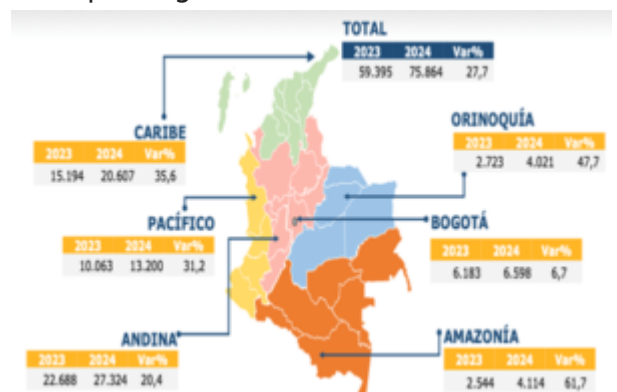 TOTAL
2023 2024 Var%
59.395 75.864 27,7
ORINOQUÍA
2023 2024 Var%
2.723 4.021 47,7
CARIBE
2023 2024 Var%
15.194 20.607 35,6
PACÍFICO
2023 2024 Var%
10.063 13.200 31,2
BOGOTÁ
2023 2024 Var%
6.183 6.598 6,7
ANDINA
2023 2024 Var%
22.688 27.324 20,4
AMAZONÍA
2023 2024 Var%
2.544 4.114 61,7